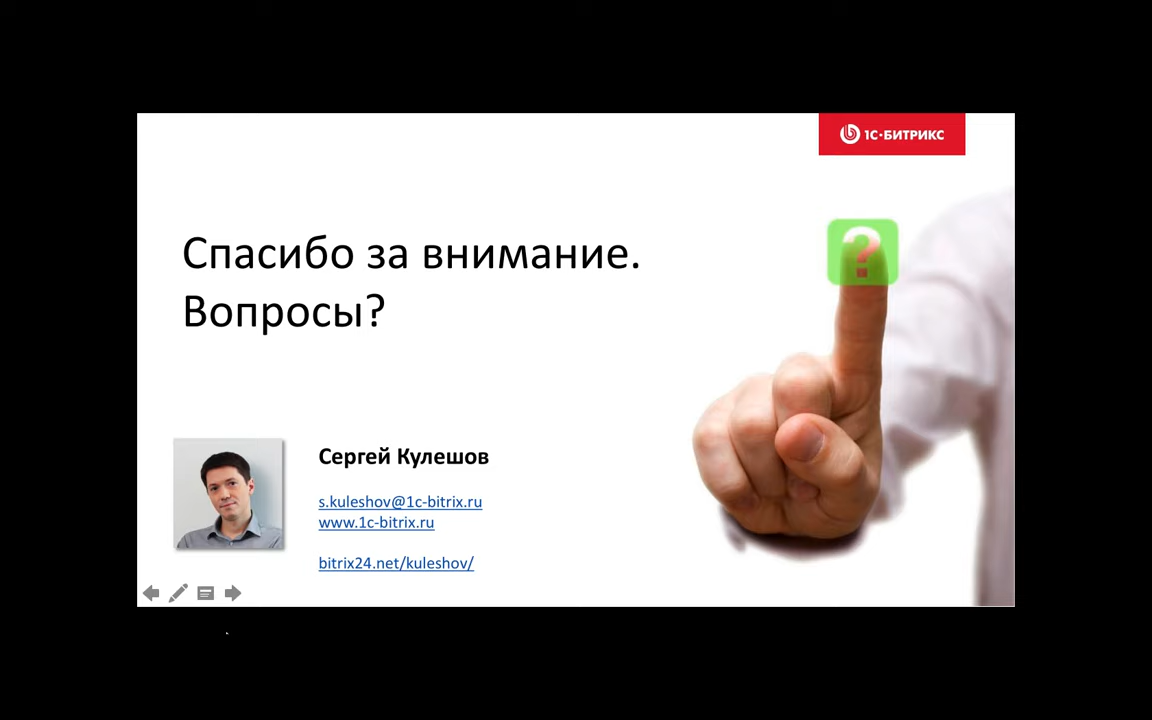 1С·БИТРИКС
?
Спасибо за внимание.
Вопросы?
Сергей Кулешов
s.kuleshov@1c-bitrix.ru
www.1c-bitrix.ru
bitrix24.net/kuleshov/